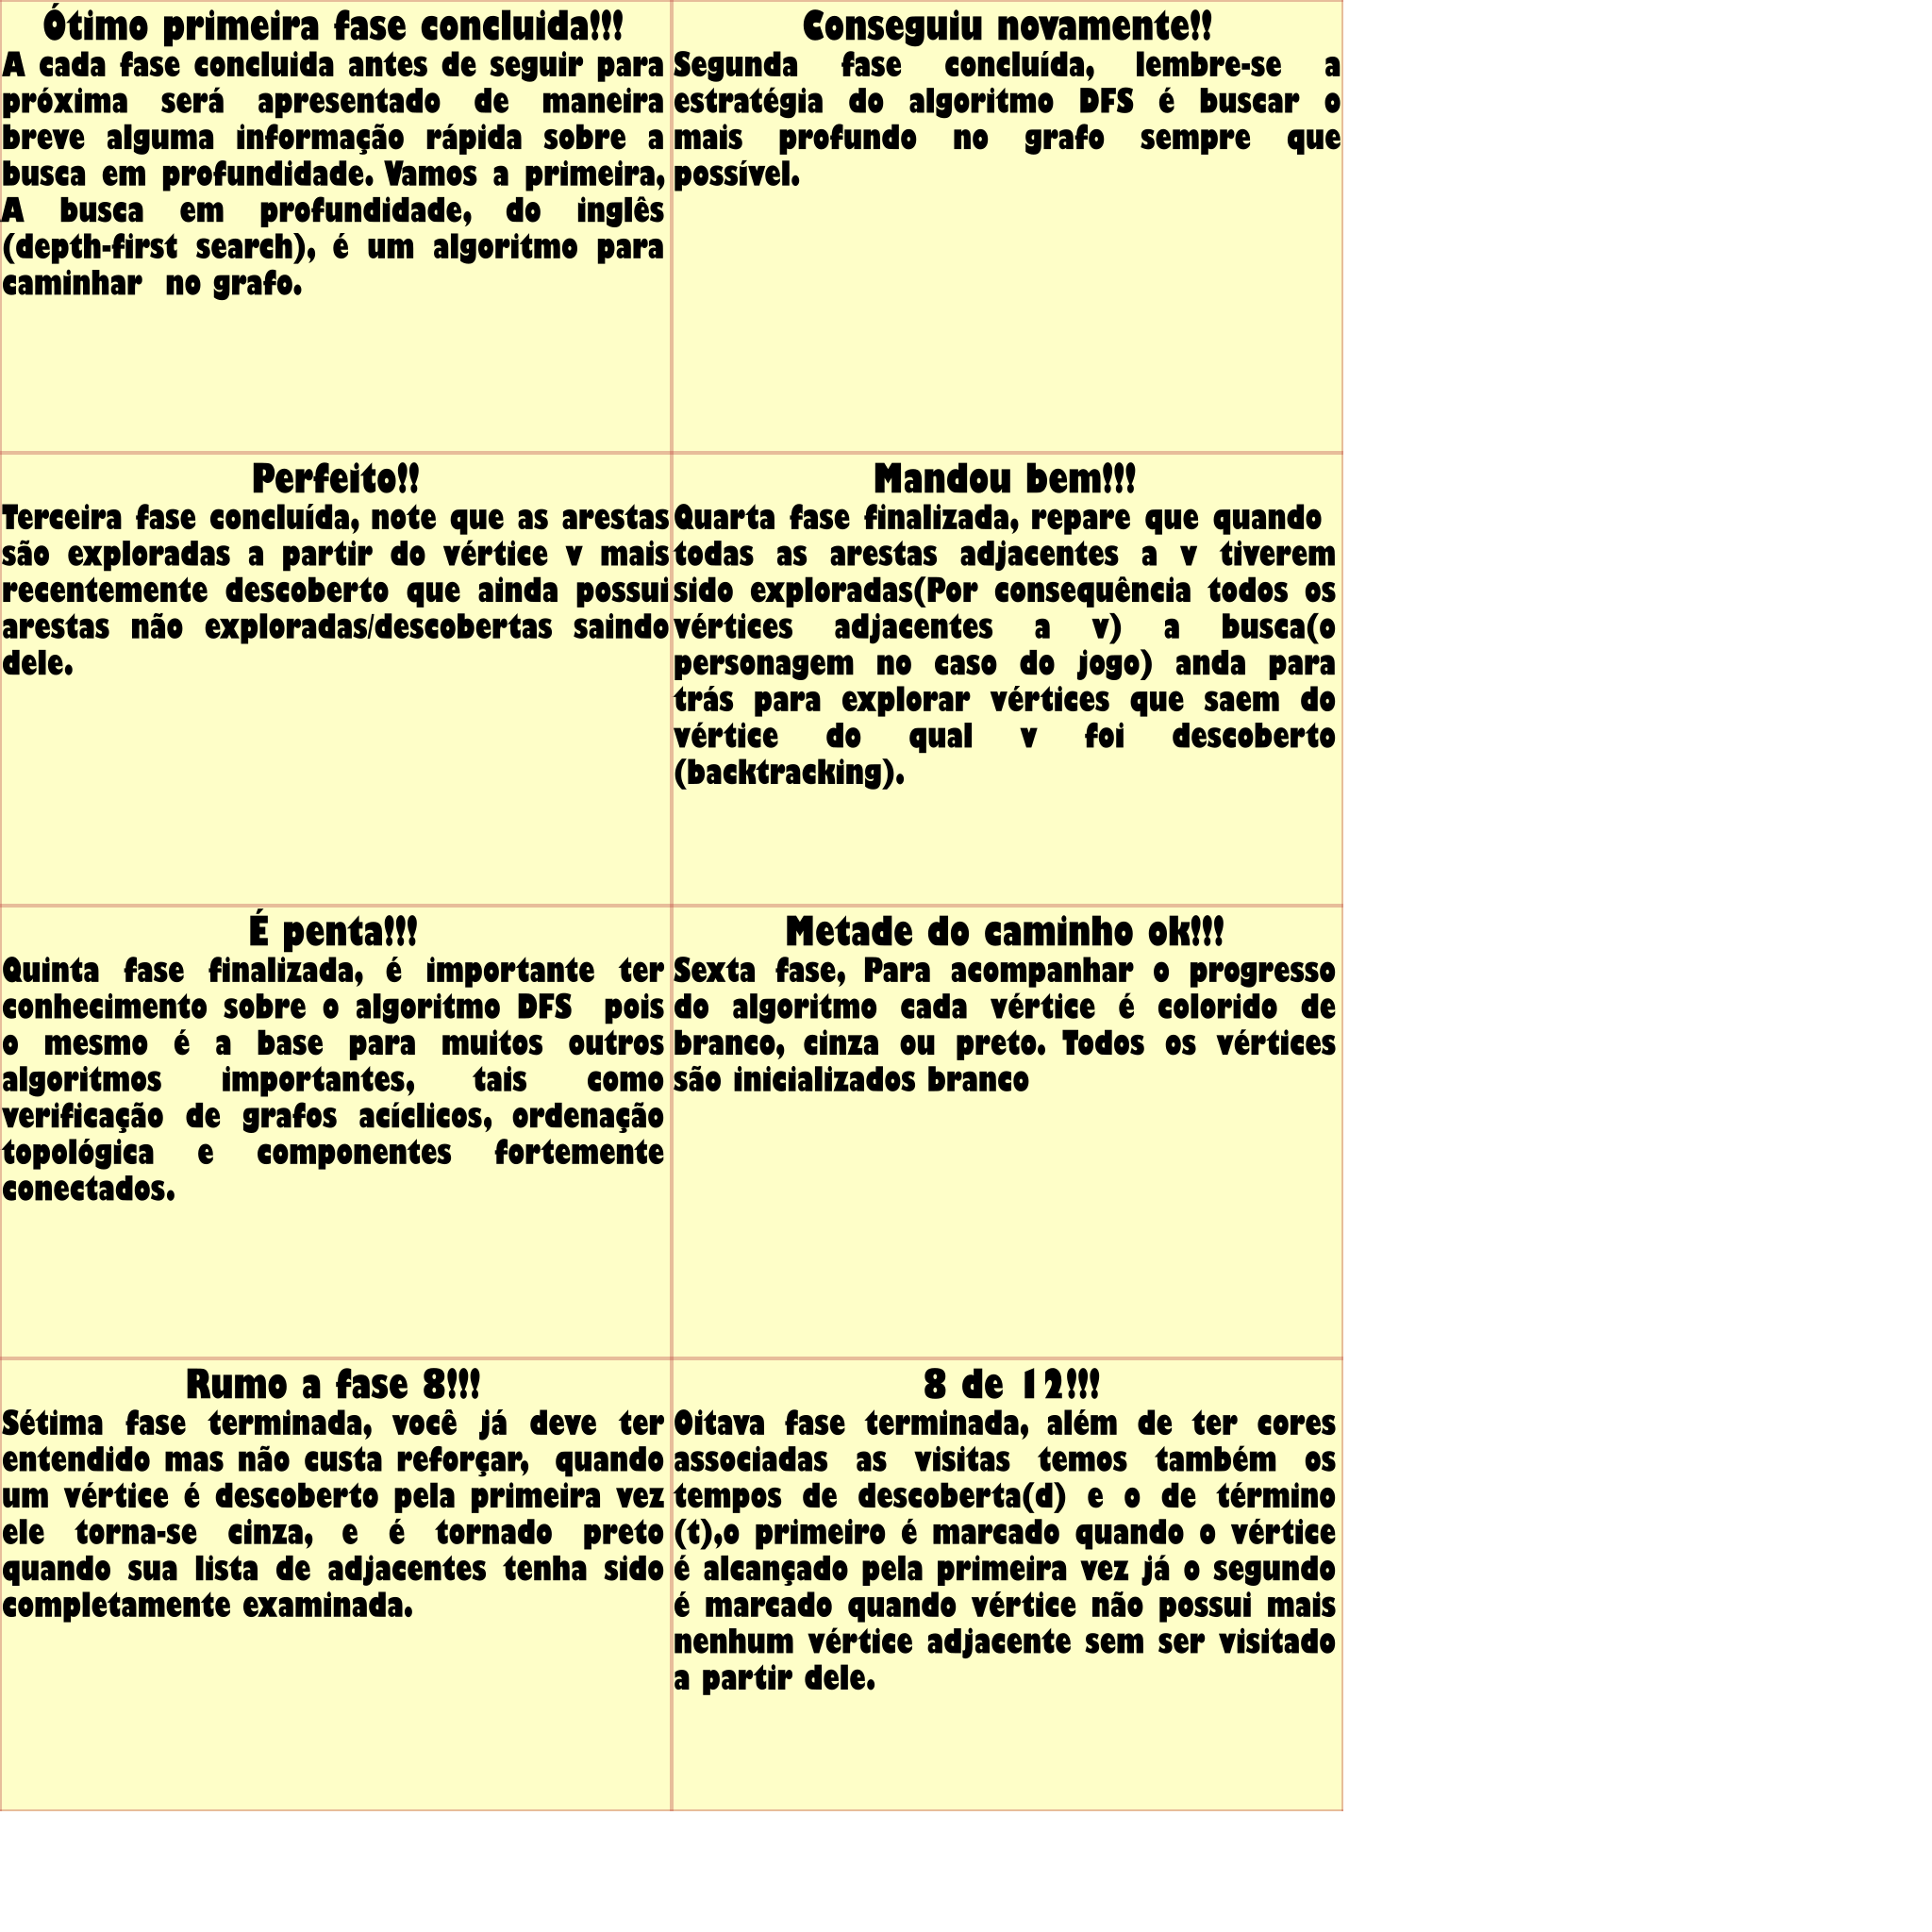 Ótimo primeira fase concluida!!!
A cada fase concluida antes de seguir para
próxima será apresentado de maneira
breve alguma informação rápida sobre a
busca em profundidade. Vamos a primeira,
A busca em profundidade, do inglês
(depth-first search), é um algoritmo para
caminhar no grafo.
Conseguiu novamente!!
Segunda fase concluída, lembre-se a
estratégia do algoritmo DFS é buscar o
mais profundo no grafo sempre que
possível.
Perfeito!!
Terceira fase concluída, note que as arestas
são exploradas a partir do vértice v mais
recentemente descoberto que ainda possui
arestas não exploradas/descobertas saindo
dele.
Mandou bem!!!
Quarta fase finalizada, repare que quando
todas as arestas adjacentes a v tiverem
sido exploradas(Por consequência todos os
vértices adjacentes a v) a busca(o
personagem no caso do jogo) anda para
trás para explorar vértices que saem do
vértice do qual v foi descoberto
(backtracking).
É penta!!!
Quinta fase finalizada, é importante ter
conhecimento sobre o algoritmo DFS pois
o mesmo é a base para muitos outros
algoritmos importantes, tais como
verificação de grafos acíclicos, ordenação
topológica e componentes fortemente
conectados.
Metade do caminho ok!!!
Sexta fase, Para acompanhar o progresso
do algoritmo cada vértice é colorido de
branco, cinza ou preto. Todos os vértices
são inicializados branco
Rumo a fase 8!!!
Sétima fase terminada, você já deve ter
entendido mas não custa reforçar, quando
um vértice é descoberto pela primeira vez
ele torna-se cinza, e é tornado preto
quando sua lista de adjacentes tenha sido
completamente examinada.
8 de 12!!!
Oitava fase terminada, além de ter cores
associadas as visitas temos também os
tempos de descoberta(d) e o de término
(t),o primeiro é marcado quando o vértice
é alcançado pela primeira vez já o segundo
é marcado quando vértice não possui mais
nenhum vértice adjacente sem ser visitado
a partir dele.